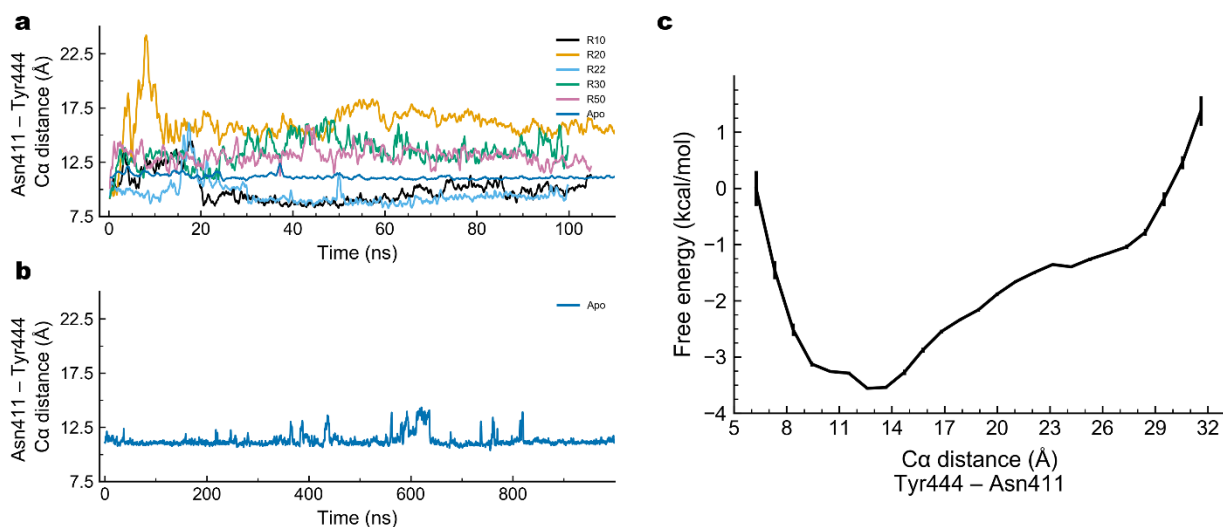 a
Asn411 – Tyr444
Cα distance (Å)
22.5
17.5
12.5
7.5
0
20
40
60
80
100
Time (ns)
R10
R20
R22
R30
R50
Apo
b
Asn411 – Tyr444
Cα distance (Å)
22.5
17.5
12.5
7.5
0
200
400
600
800
Time (ns)
Apo
c
Free energy (kcal/mol)
1
0
−1
−2
−3
−4
5
8
11
14
17
20
23
26
29
32
Cα distance (Å)
Tyr444 – Asn411